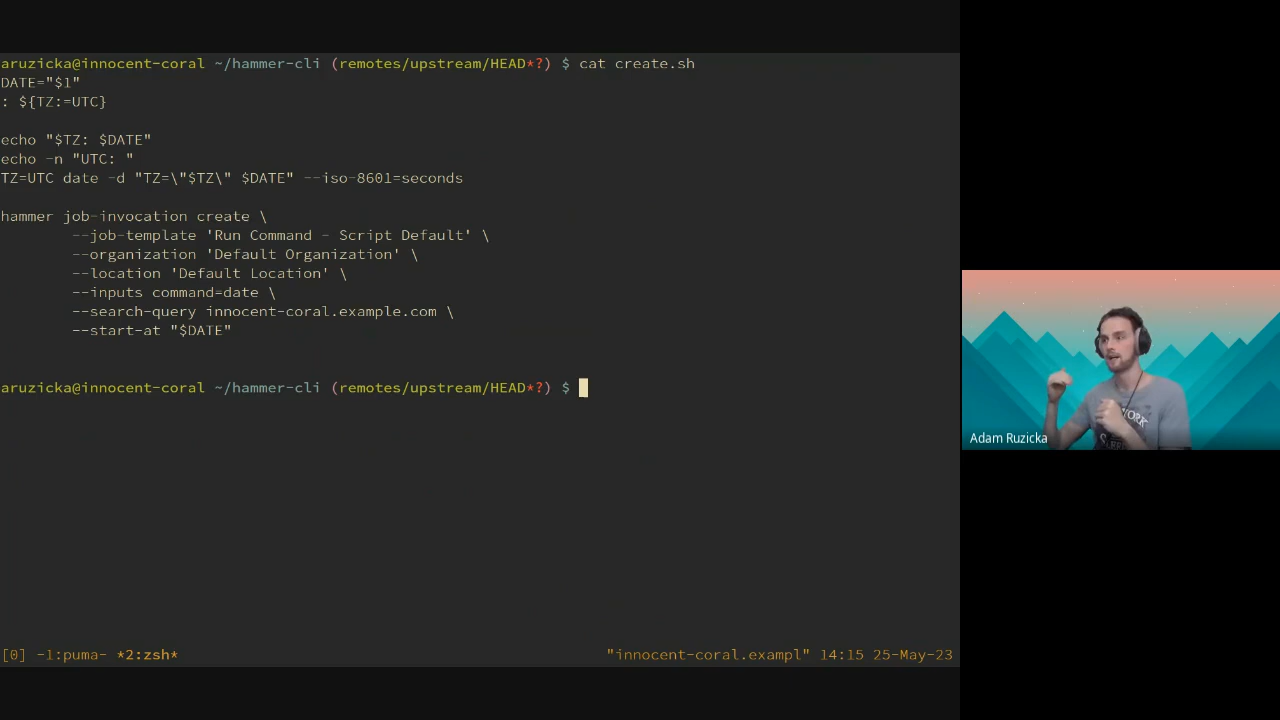 aruzicka@innocent-coral ~/hammer-cli (remotes/upstream/HEAD*?) $ cat create.sh
DATE="$1"
: ${TZ:=UTC}
echo "$TZ: $DATE"
echo -n "UTC: "
TZ=UTC date -d "TZ=\"$TZ\" $DATE" --iso-8601=seconds
hammer job-invocation create \
--job-template 'Run Command - Script Default' \
--organization 'Default Organization' \
--location 'Default Location' \
--inputs command=date \
--search-query innocent-coral.example.com \
--start-at "$DATE"
aruzicka@innocent-coral ~/hammer-cli (remotes/upstream/HEAD*?) $
[0] -1:puma- *2:zsh* "innocent-coral.exampl" 14:15 25-May-23
Adam Ruzicka